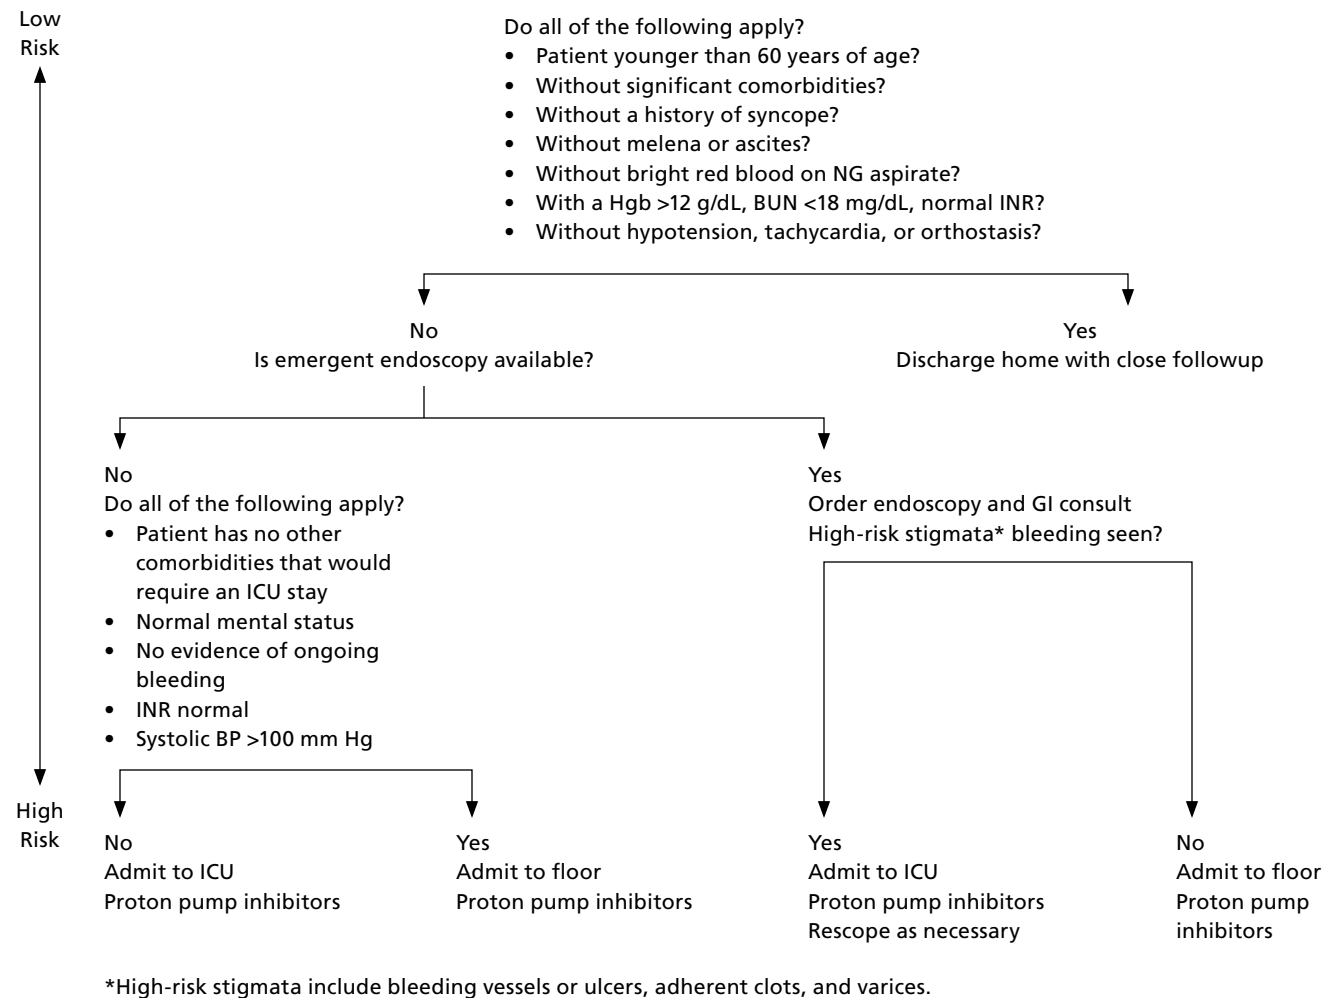 Low
Risk
Do all of the following apply?
• Patient younger than 60 years of age?
• Without significant comorbidities?
• Without a history of syncope?
• Without melena or ascites?
• Without bright red blood on NG aspirate?
• With a Hgb >12 g/dL, BUN <18 mg/dL, normal INR?
• Without hypotension, tachycardia, or orthostasis?
No
Is emergent endoscopy available?
Yes
Discharge home with close followup
No
Do all of the following apply?
• Patient has no other
comorbidities that would
require an ICU stay
• Normal mental status
• No evidence of ongoing
bleeding
• INR normal
• Systolic BP >100 mm Hg
Yes
Order endoscopy and GI consult
High-risk stigmata* bleeding seen?
High
Risk
No
Admit to ICU
Proton pump inhibitors
Yes
Admit to floor
Proton pump inhibitors
Yes
Admit to ICU
Proton pump inhibitors
Rescope as necessary
No
Admit to floor
Proton pump
inhibitors
*High-risk stigmata include bleeding vessels or ulcers, adherent clots, and varices.